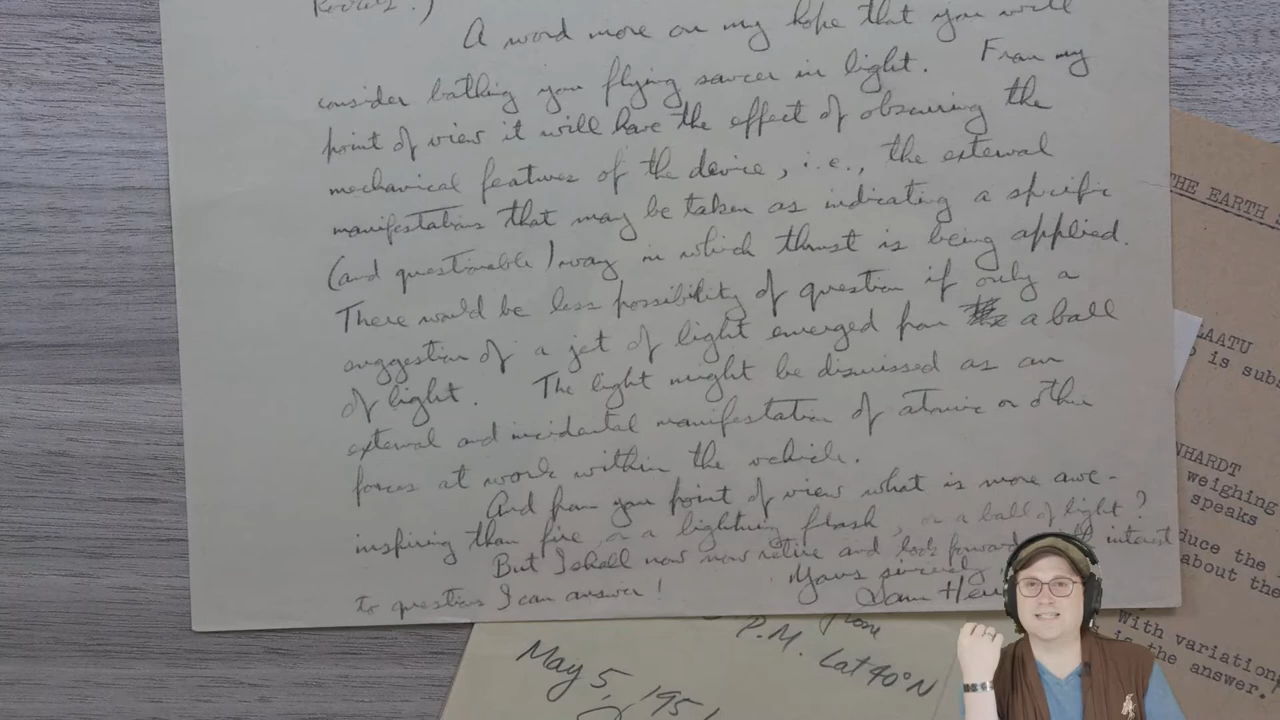 A word more on my hope that you will
consider bathing your flying saucer in light. From my
point of view it will have the effect of obscuring the
mechanical features of the device, i.e., the external
manifestations that may be taken as indicating a specific
(and questionable) way in which thrust is being applied.
There would be less possibility of question if only a
suggestion of a jet of light emerged from a ball
of light. The light might be dismissed as an
external and incidental manifestation of atomic or other
forces at work within the vehicle.
And from your point of view what is more awe-
inspiring than fire, or a lightning flash, or a ball of light?
But I shall now retire and look forward interest
to questions I can answer!
Yours sincerely,
Sam
P.M. Lat 40°N
May 5, 1951
THE EARTH
AATU
is subs
NHARDT
weighing
speaks
duce the
about the
With variation
is the answer.